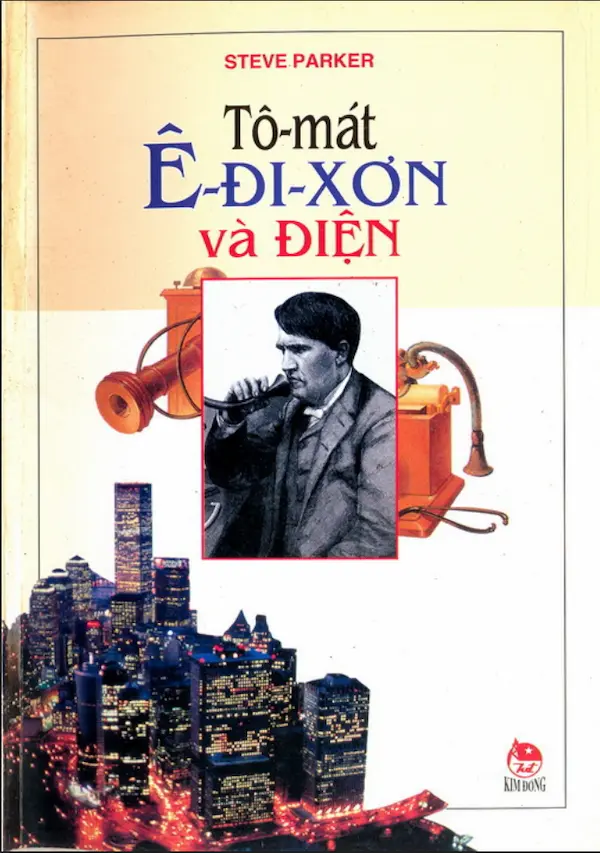 STEVE PARKER
Tô-mát
Ê-ĐI-XƠN
và ĐIỆN
KIM ĐỒNG